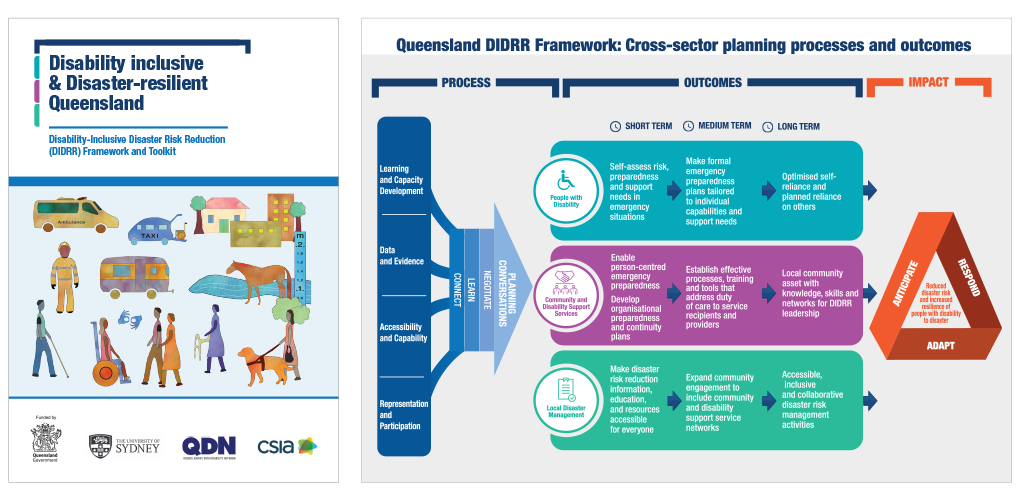 Disability inclusive
& Disaster-resilient
Queensland
Disability-Inclusive Disaster Risk Reduction
(DIDRR) Framework and Toolkit
Ambulance
TAXI
Funded by
Queensland
Government
THE UNIVERSITY OF
SYDNEY
QDN
csia
Queensland DIDRR Framework: Cross-sector planning processes and outcomes
PROCESS
OUTCOMES
IMPACT
SHORT TERM
MEDIUM TERM
LONG TERM
Learning
and Capacity
Development
Data
and Evidence
Accessibility
and Capability
Representation
and
Participation
CONNECT
LEARN
NEGOTIATE
PLANNING
CONVERSATIONS
People with
Disability
Self-assess risk,
preparedness
and support
needs in
emergency
situations
Make formal
emergency
preparedness
plans tailored
to individual
capabilities and
support needs
Optimised self-
reliance and
planned reliance
on others
Community and
Disability Support
Services
Enable
person-centred
emergency
preparedness
Develop
organisational
preparedness
and continuity
plans
Establish effective
processes, training
and tools that
address duty
of care to service
recipients and
providers
Local community
asset with
knowledge, skills and
networks for DIDRR
leadership
Local Disaster
Management
Make disaster
risk reduction
information,
education,
and resources
accessible
for everyone
Expand community
engagement to
include community
and disability
support service
networks
Accessible,
inclusive
and collaborative
disaster risk
management
activities
ANTICIPATE
RESPOND
ADAPT
Reduced
disaster risk
and increased
resilience of
people with disability
to disaster